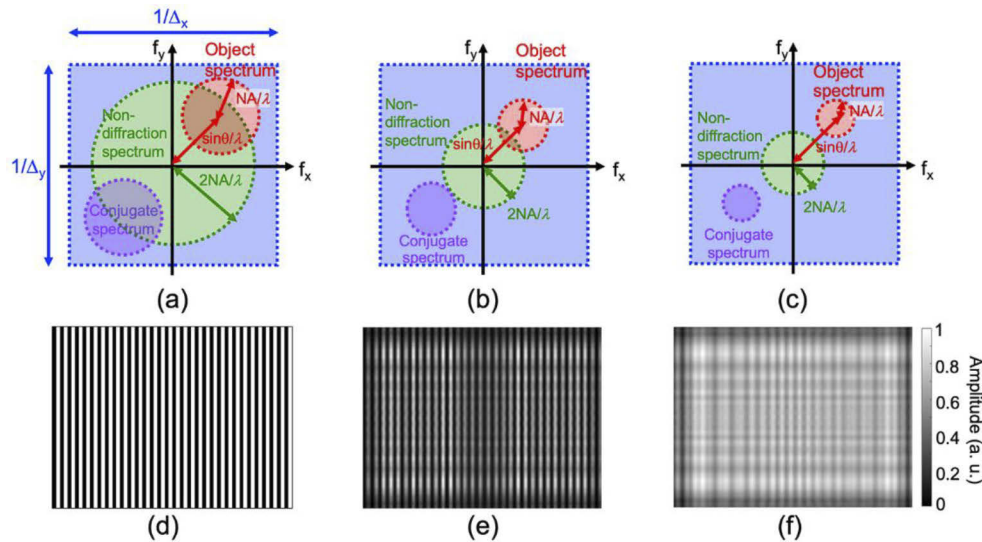 1/Δx
fy
Object
spectrum
Non-
diffraction
spectrum
NA/λ
sinθ/λ
fx
1/Δy
2NA/λ
Conjugate
spectrum
(a)
fy
Object
spectrum
Non-
diffraction
spectrum
NA/λ
sinθ/λ
fx
2NA/λ
Conjugate
spectrum
(b)
fy
Object
spectrum
Non-
diffraction
spectrum
NA/λ
sinθ/λ
fx
2NA/λ
Conjugate
spectrum
(c)
(d)
(e)
(f)
1
0.8
0.6
0.4
0.2
0
Amplitude (a. u.)